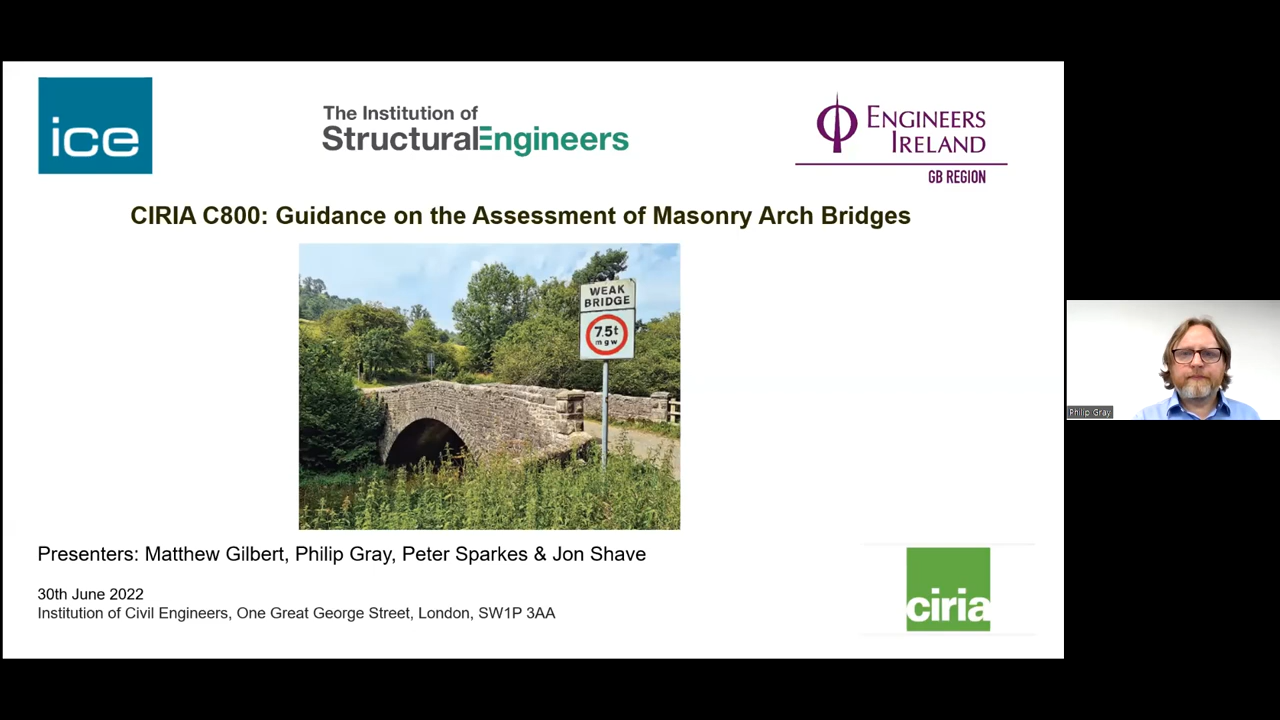 ice
The Institution of
StructuralEngineers
ENGINEERS
IRELAND
GB REGION
CIRIA C800: Guidance on the Assessment of Masonry Arch Bridges
WEAK
BRIDGE
7.5t
m g w
Philip Gray
Presenters: Matthew Gilbert, Philip Gray, Peter Sparkes & Jon Shave
30th June 2022
Institution of Civil Engineers, One Great George Street, London, SW1P 3AA
ciria